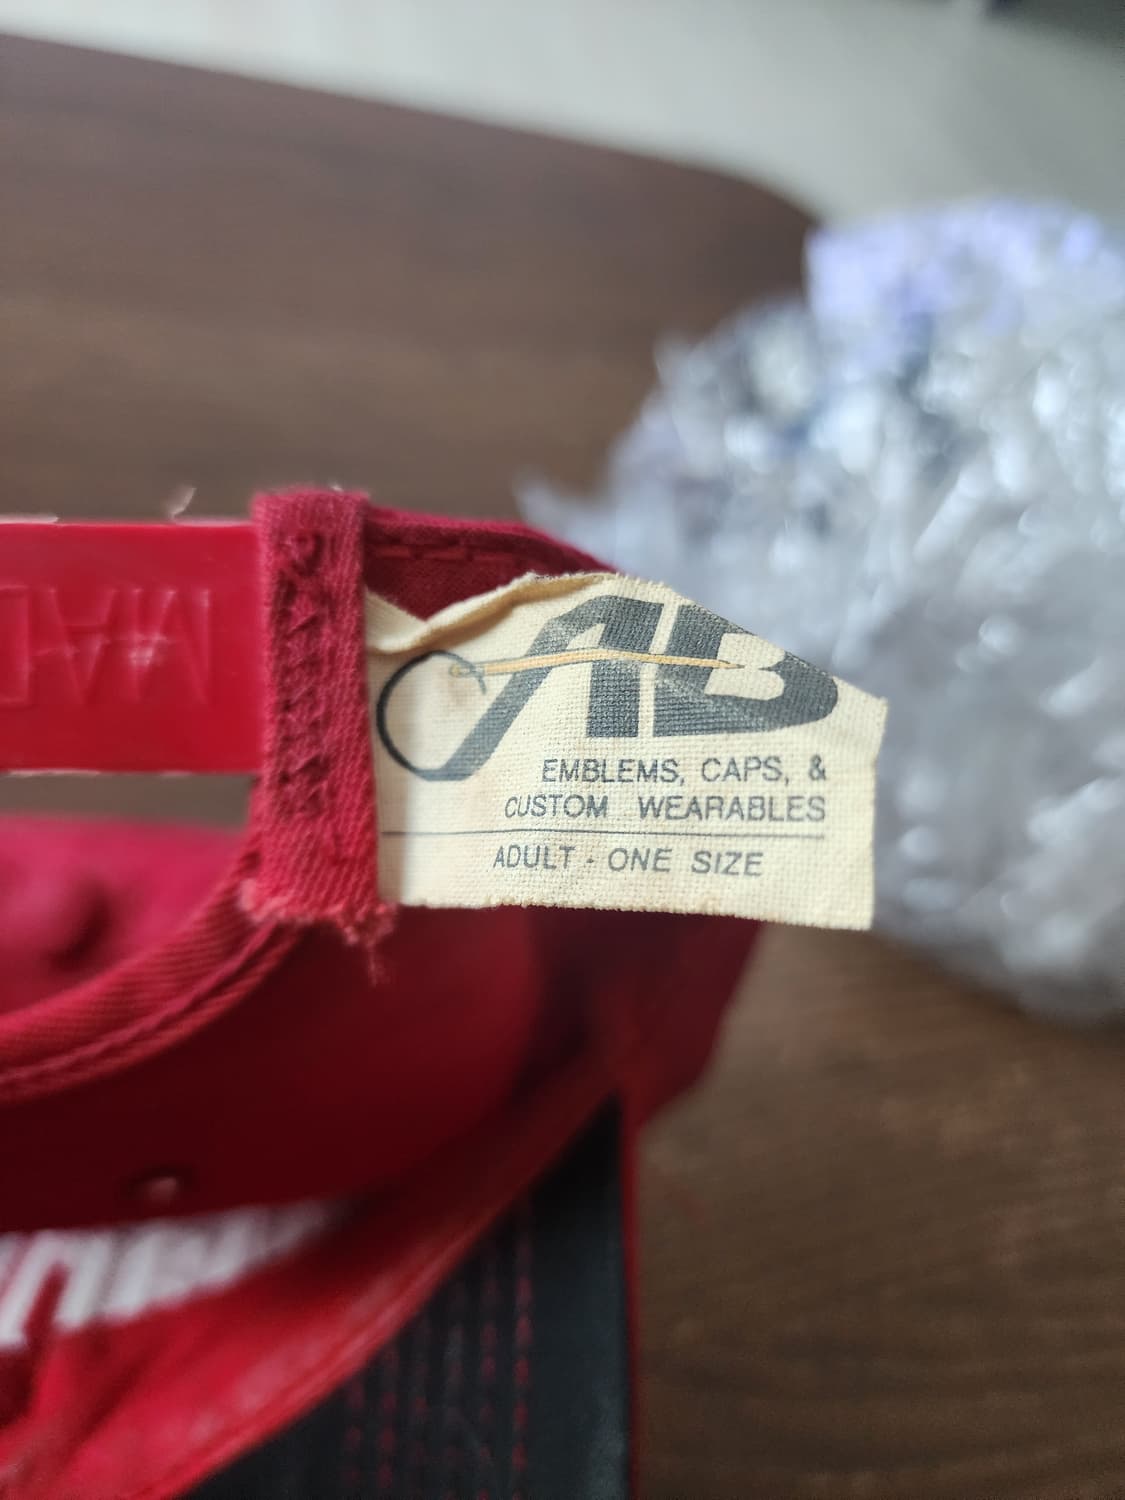 AB
EMBLEMS, CAPS, &
CUSTOM WEARABLES
ADULT - ONE SIZE